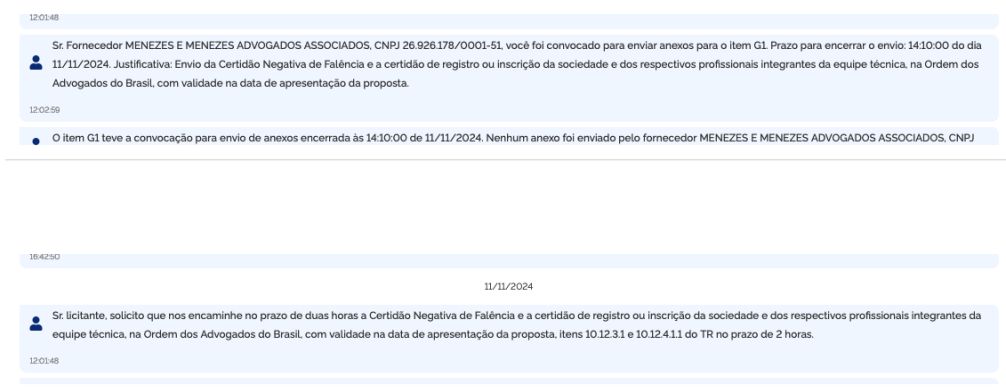 12:01:48
Sr. Fornecedor MENEZES E MENEZES ADVOGADOS ASSOCIADOS, CNPJ 26.926.178/0001-51, você foi convocado para enviar anexos para o item G1. Prazo para encerrar o envio: 14:10:00 do dia
11/11/2024. Justificativa: Envio da Certidão Negativa de Falência e a certidão de registro ou inscrição da sociedade e dos respectivos profissionais integrantes da equipe técnica, na Ordem dos
Advogados do Brasil, com validade na data de apresentação da proposta.
12:02:59
O item G1 teve a convocação para envio de anexos encerrada às 14:10:00 de 11/11/2024. Nenhum anexo foi enviado pelo fornecedor MENEZES E MENEZES ADVOGADOS ASSOCIADOS, CNPJ
16:42:50
11/11/2024
Sr. licitante, solicito que nos encaminhe no prazo de duas horas a Certidão Negativa de Falência e a certidão de registro ou inscrição da sociedade e dos respectivos profissionais integrantes da
equipe técnica, na Ordem dos Advogados do Brasil, com validade na data de apresentação da proposta, itens 10.12.3.1 e 10.12.4.1.1 do TR no prazo de 2 horas.
12:01:48